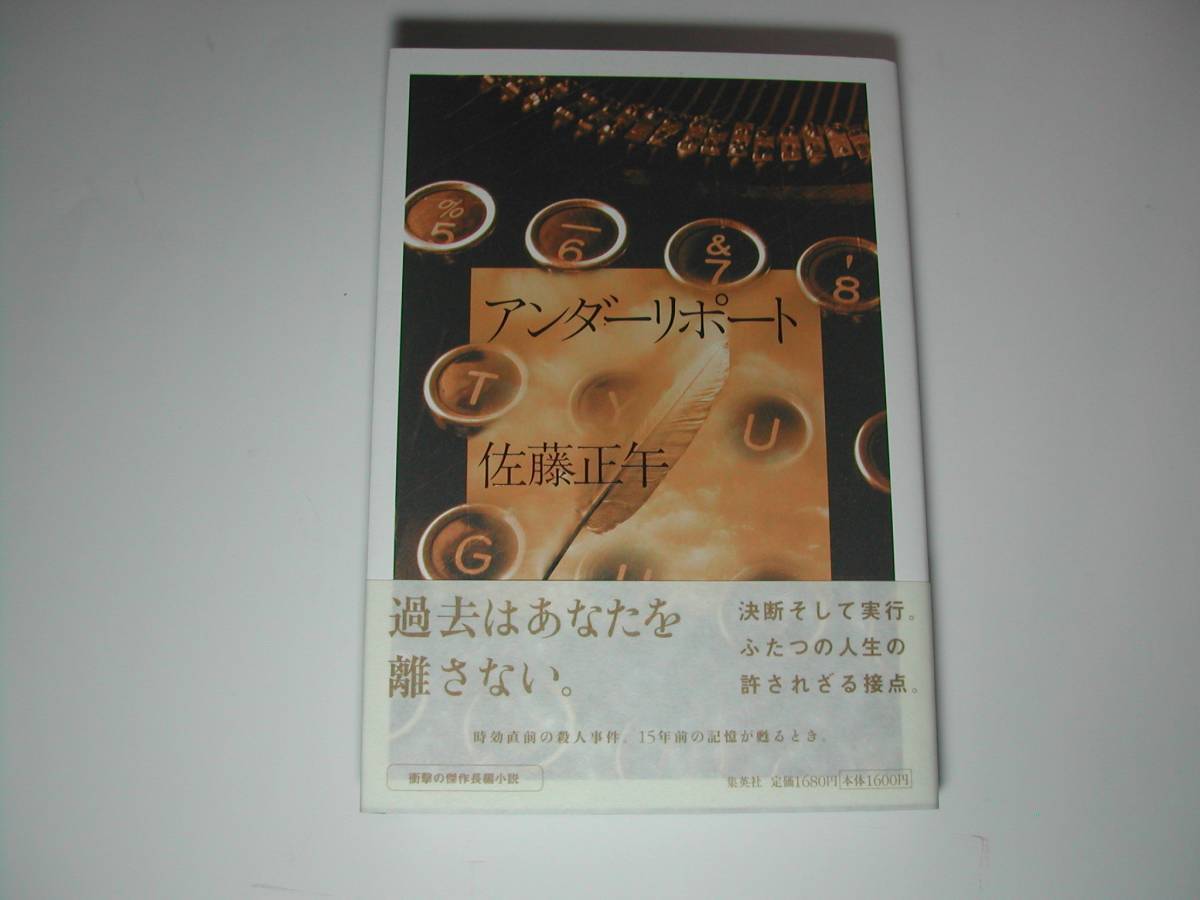 % 5
— 6
& 7
' 8
アンダーリポート
T Y U
佐藤正午
G
過去はあなたを
離さない。
決断そして実行。
ふたつの人生の
許されざる接点。
時効直前の殺人事件。15年前の記憶が甦るとき。
衝撃の傑作長編小説
集英社 定価1680円 本体1600円